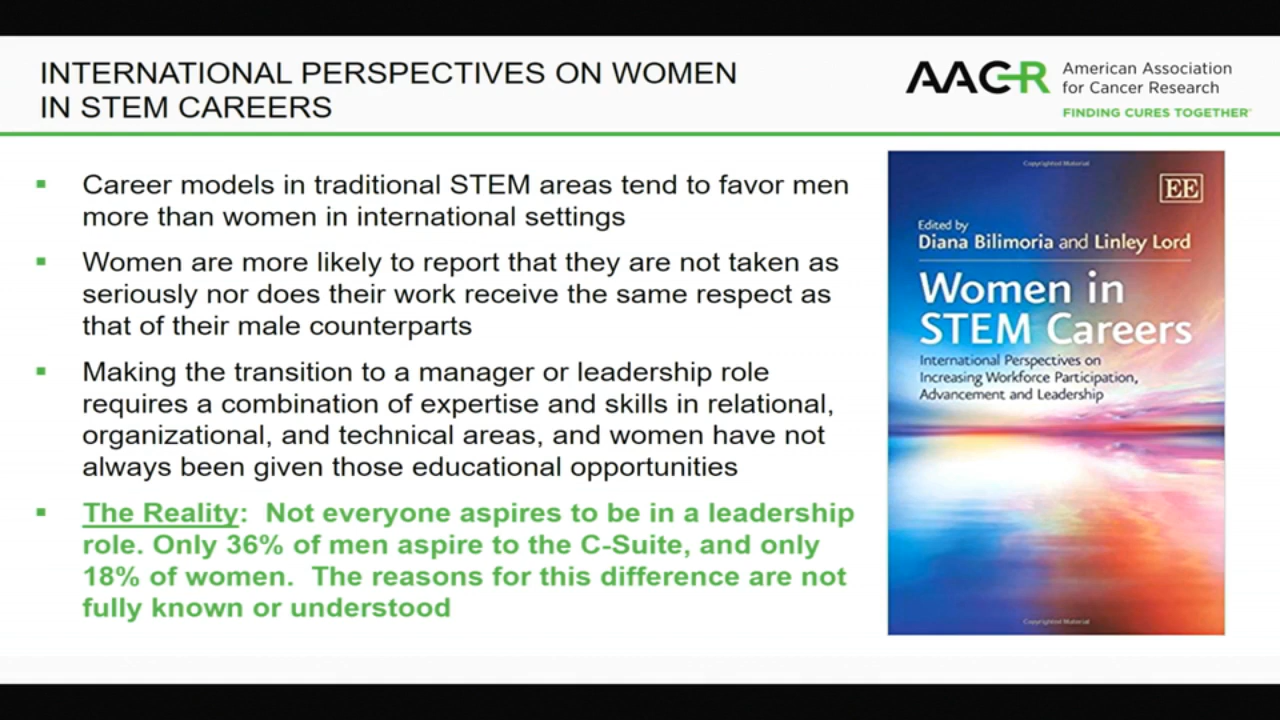 INTERNATIONAL PERSPECTIVES ON WOMEN
IN STEM CAREERS
AACR
American Association
for Cancer Research
FINDING CURES TOGETHER
Career models in traditional STEM areas tend to favor men
more than women in international settings
Women are more likely to report that they are not taken as
seriously nor does their work receive the same respect as
that of their male counterparts
Making the transition to a manager or leadership role
requires a combination of expertise and skills in relational,
organizational, and technical areas, and women have not
always been given those educational opportunities
The Reality: Not everyone aspires to be in a leadership
role. Only 36% of men aspire to the C-Suite, and only
18% of women. The reasons for this difference are not
fully known or understood
Copyrighted Material
EE
Edited by
Diana Bilimoria and Linley Lord
Women in
STEM Careers
International Perspectives on
Increasing Workforce Participation,
Advancement and Leadership
Copyrighted Material